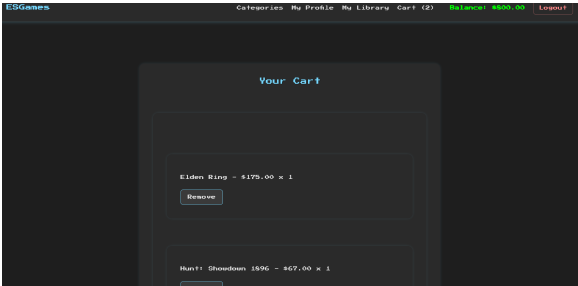 ESGames Categories My Profile My Library Cart (2) Balance: $800.00 Logout
Your Cart
Elden Ring - $175.00 x 1
Remove
Hunt: Showdown 1896 - $67.00 x 1